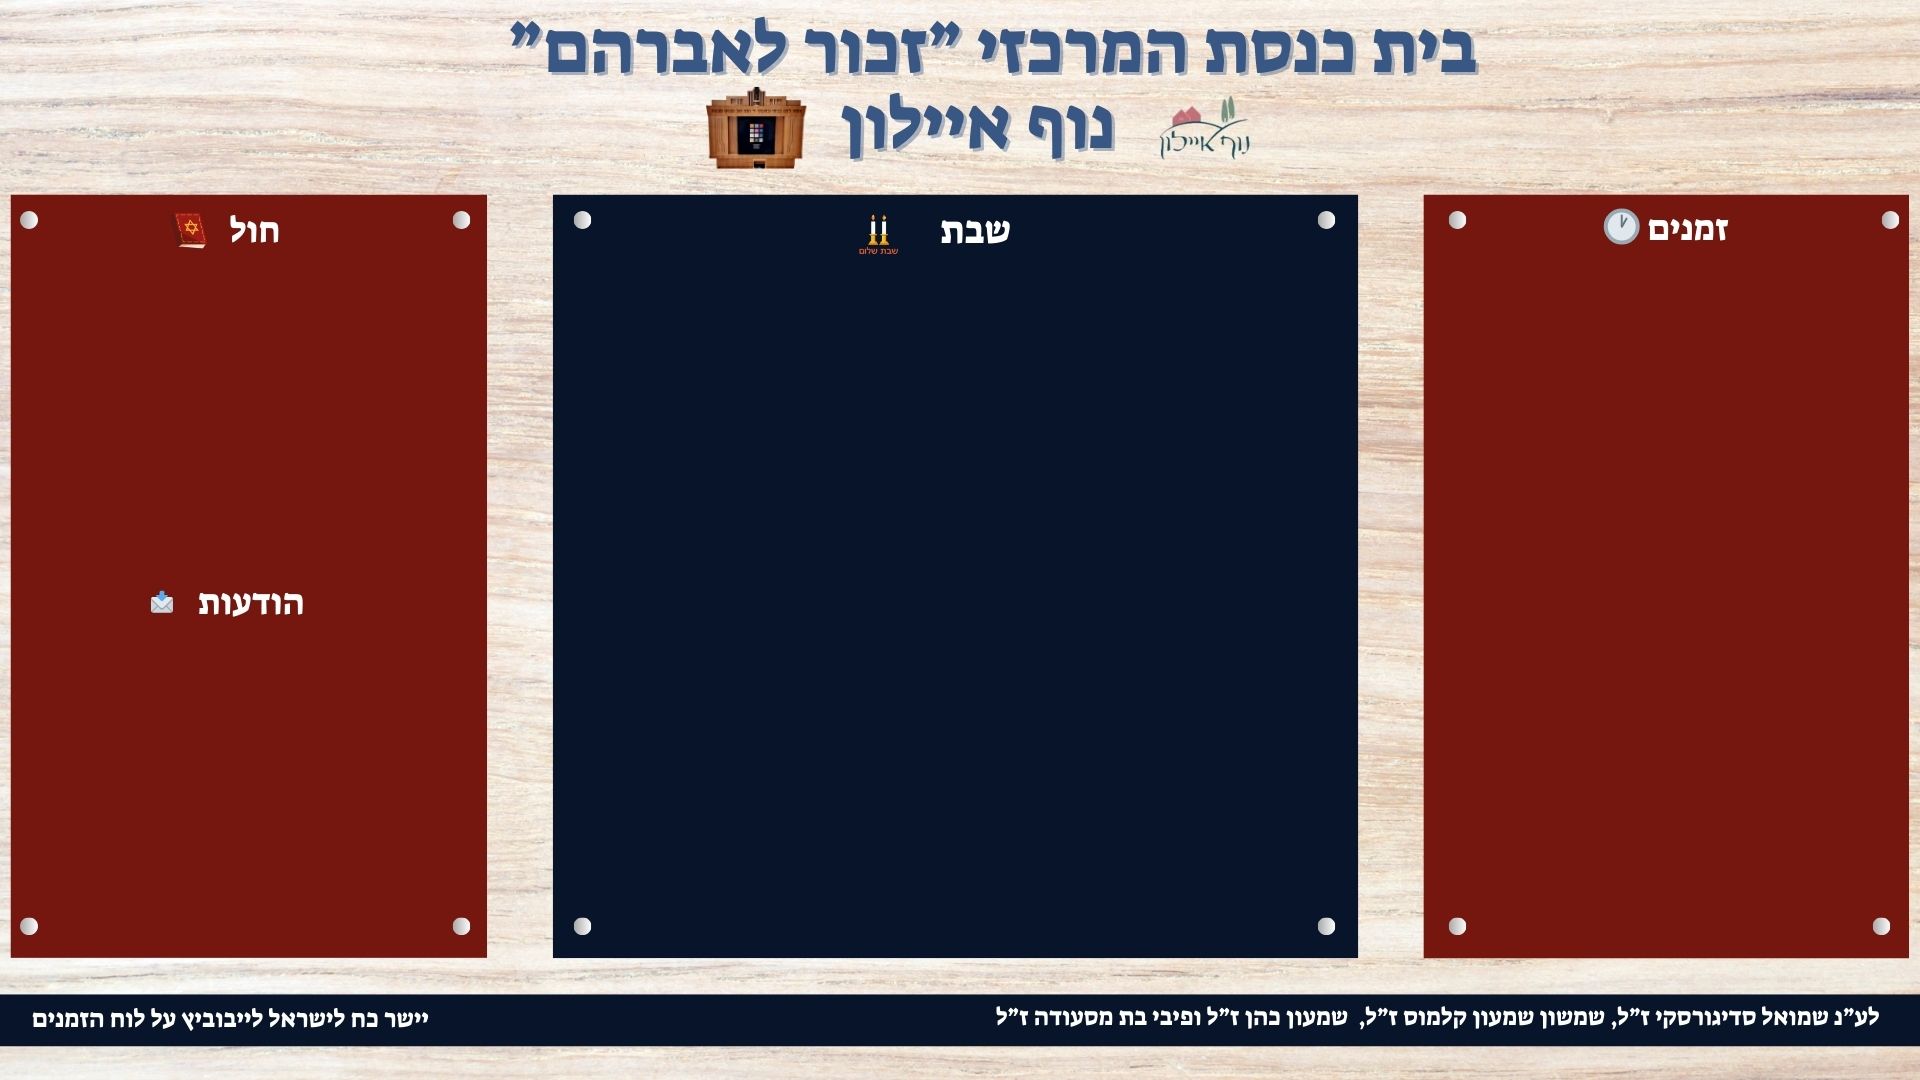 בית כנסת המרכזי "זכור לאברהם"
נוף איילון
נוף איילון
זמנים
שבת
שבת שלום
חול
הודעות
לע"נ שמואל סדיגורסקי ז"ל, שמשון שמעון קלמוס ז"ל, שמעון כהן ז"ל ופיבי בת מסעודה ז"ל
יישר כח לישראל לייבוביץ על לוח הזמנים